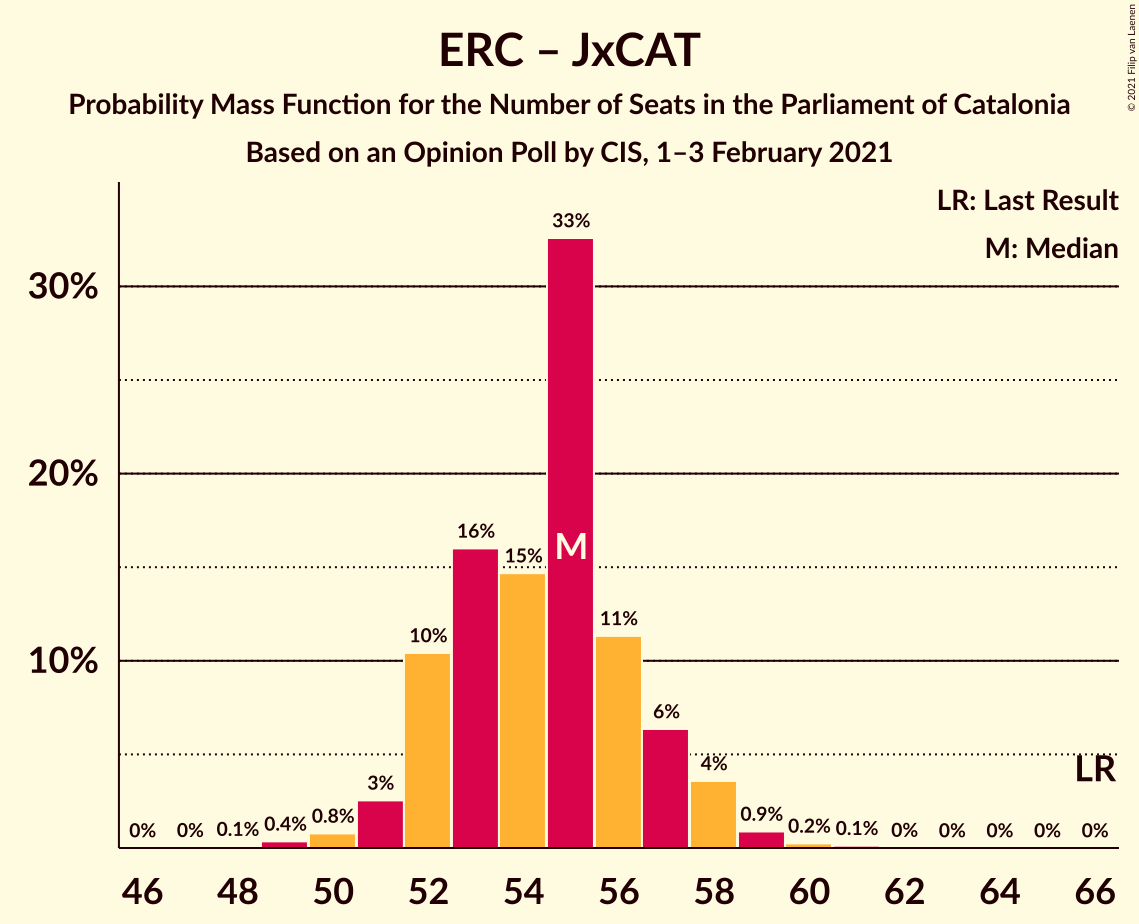 ERC – JxCAT
Probability Mass Function for the Number of Seats in the Parliament of Catalonia
Based on an Opinion Poll by CIS, 1–3 February 2021
© 2021 Filip van Laenen
LR: Last Result
M: Median
30%
20%
10%
0% 0% 0.1% 0.4% 0.8% 3% 10% 16% 15% 33% 11% 6% 4% 0.9% 0.2% 0.1% 0% 0% 0% 0% 0%
M
LR
46 48 50 52 54 56 58 60 62 64 66